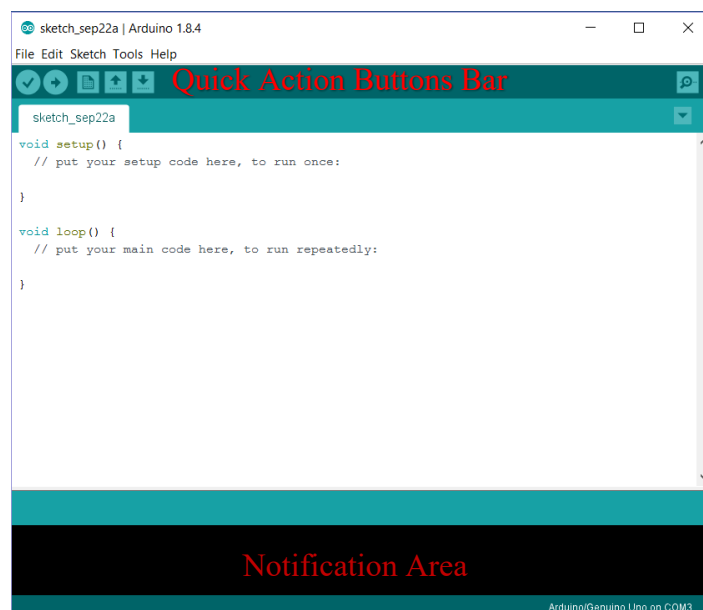 sketch_sep22a | Arduino 1.8.4
File Edit Sketch Tools Help
Quick Action Buttons Bar
sketch_sep22a
void setup() {
  // put your setup code here, to run once:
}
void loop() {
  // put your main code here, to run repeatedly:
}
Notification Area
Arduino/Genuino Uno on COM3